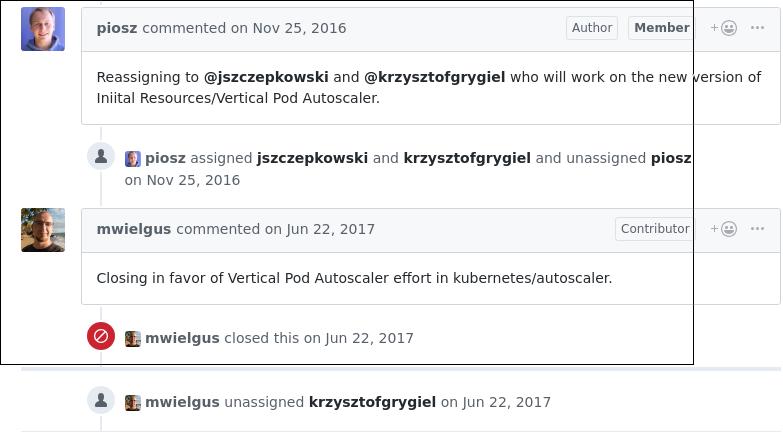 piosz commented on Nov 25, 2016 Author Member
Reassigning to @jszczepkowski and @krzysztofgrygiel who will work on the new version of
Iniital Resources/Vertical Pod Autoscaler.
piosz assigned jszczepkowski and krzysztofgrygiel and unassigned piosz
on Nov 25, 2016
mwielgus commented on Jun 22, 2017 Contributor
Closing in favor of Vertical Pod Autoscaler effort in kubernetes/autoscaler.
mwielgus closed this on Jun 22, 2017
mwielgus unassigned krzysztofgrygiel on Jun 22, 2017